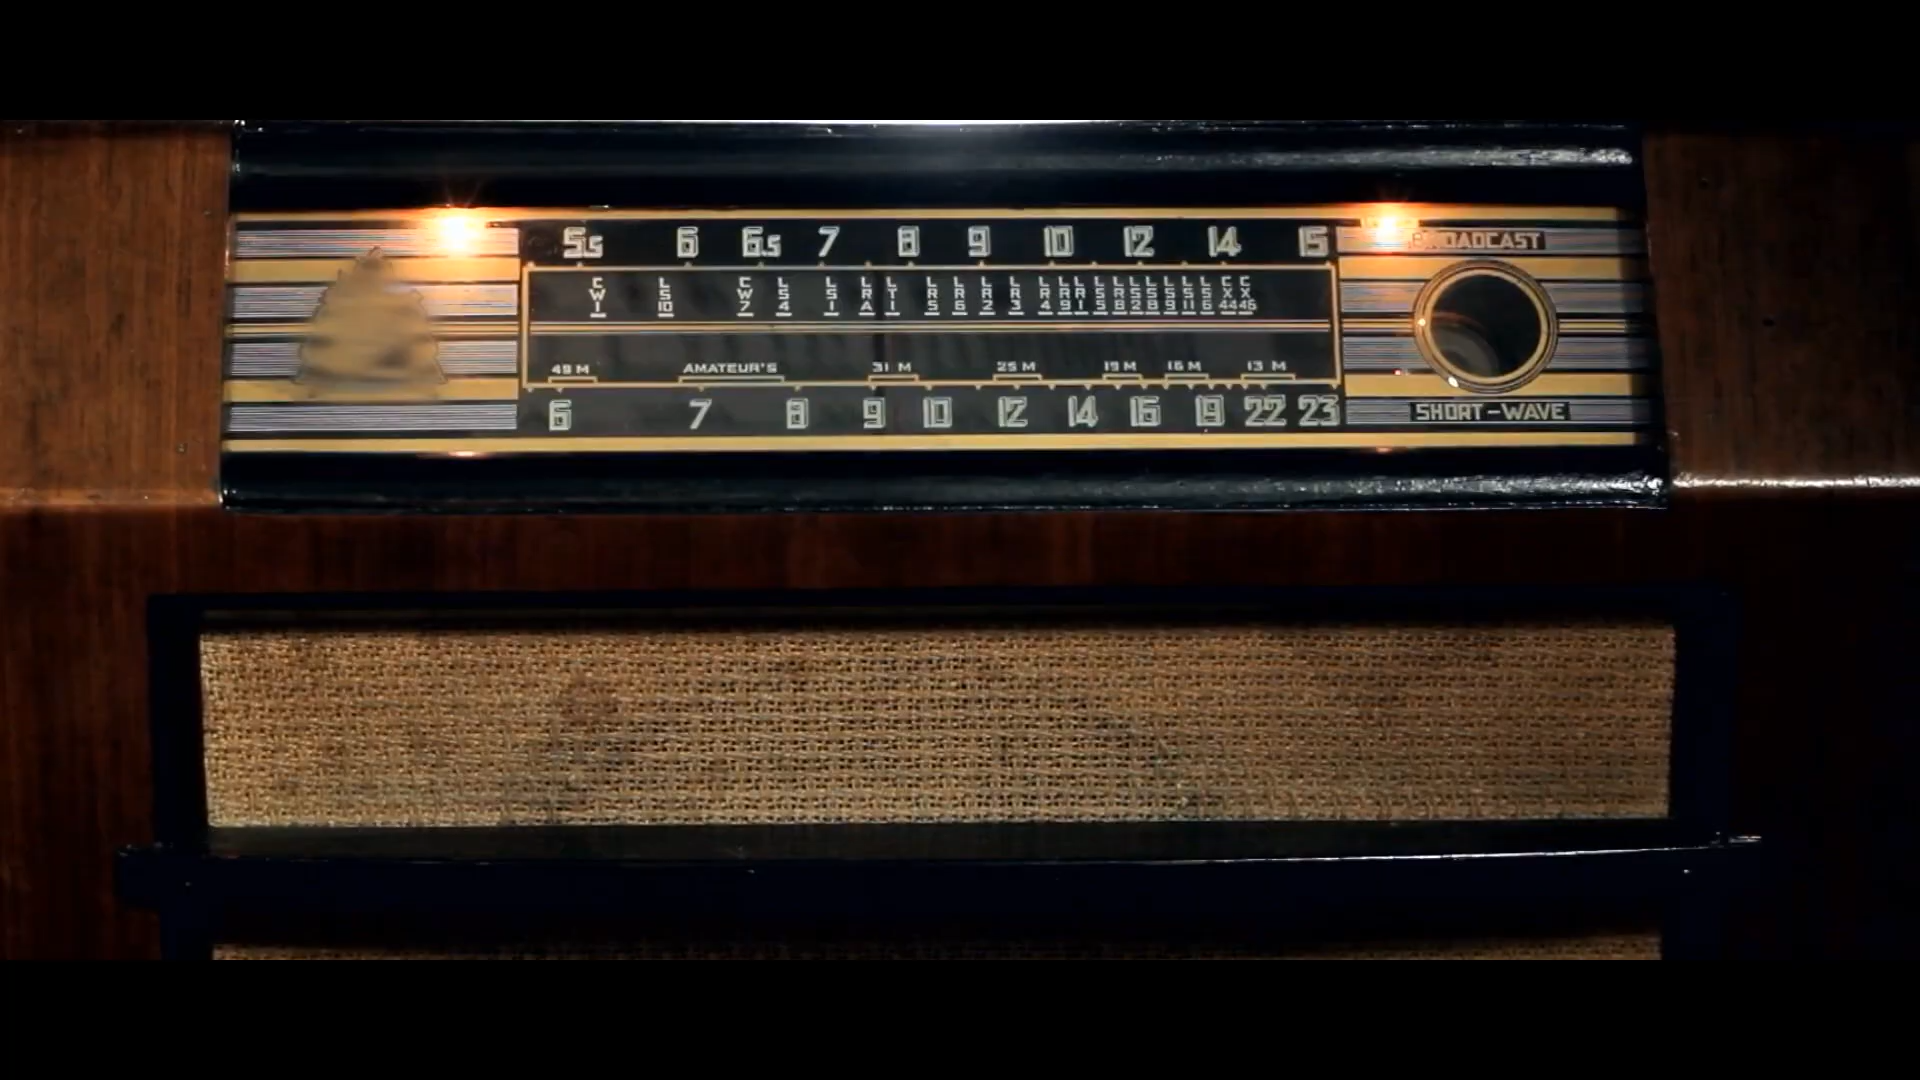 5.5 6 6.5 7 8 9 10 12 14 15
BROADCAST
CW1 LS10 CW7 LS4 LS1 LRA LT1 LR5 LR6 LR2 LR3 LR4 LR9 LR1 LS5 LR8 LS2 LS8 LS9 LS11 LS6 CX44 CX46
49 M AMATEUR'S 31 M 25 M 19 M 16 M 13 M
6 7 8 9 10 12 14 16 19 22 23
SHORT-WAVE